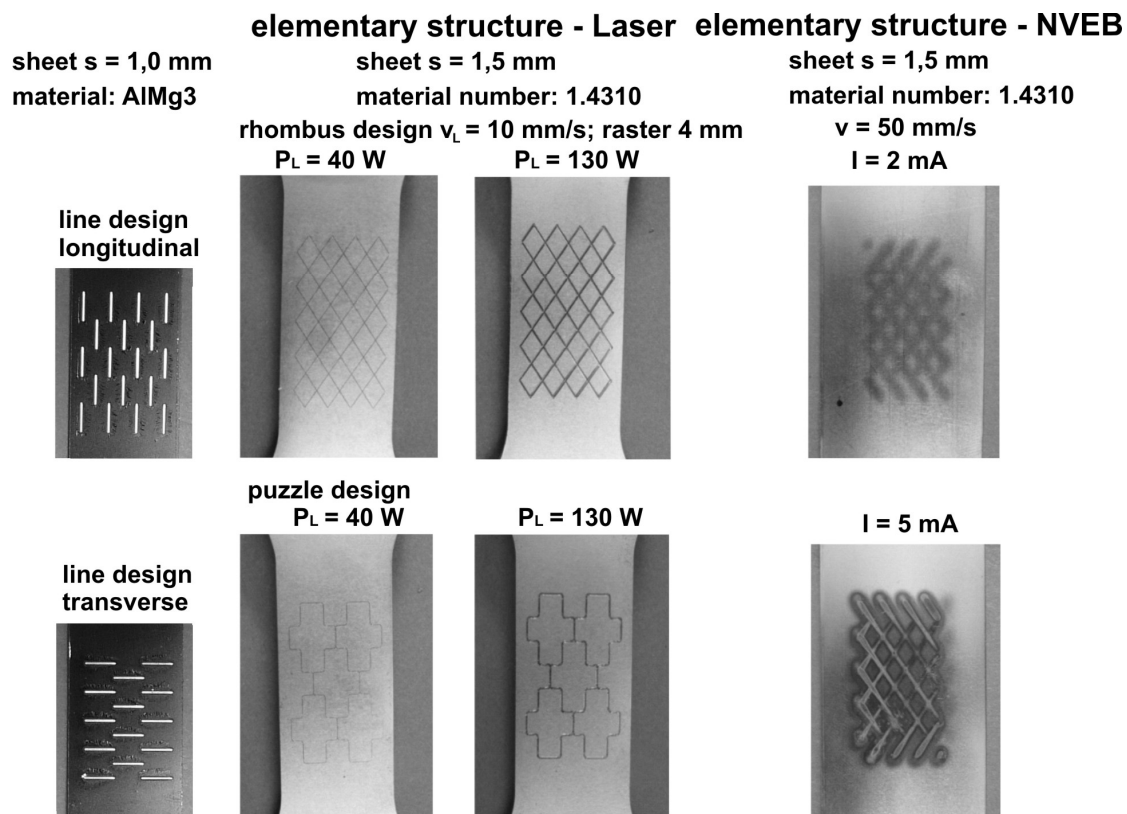 elementary structure - Laser
elementary structure - NVEB
sheet s = 1,0 mm
material: AlMg3
sheet s = 1,5 mm
material number: 1.4310
rhombus design vL = 10 mm/s; raster 4 mm
PL = 40 W
PL = 130 W
sheet s = 1,5 mm
material number: 1.4310
v = 50 mm/s
I = 2 mA
line design
longitudinal
puzzle design
PL = 40 W
PL = 130 W
I = 5 mA
line design
transverse